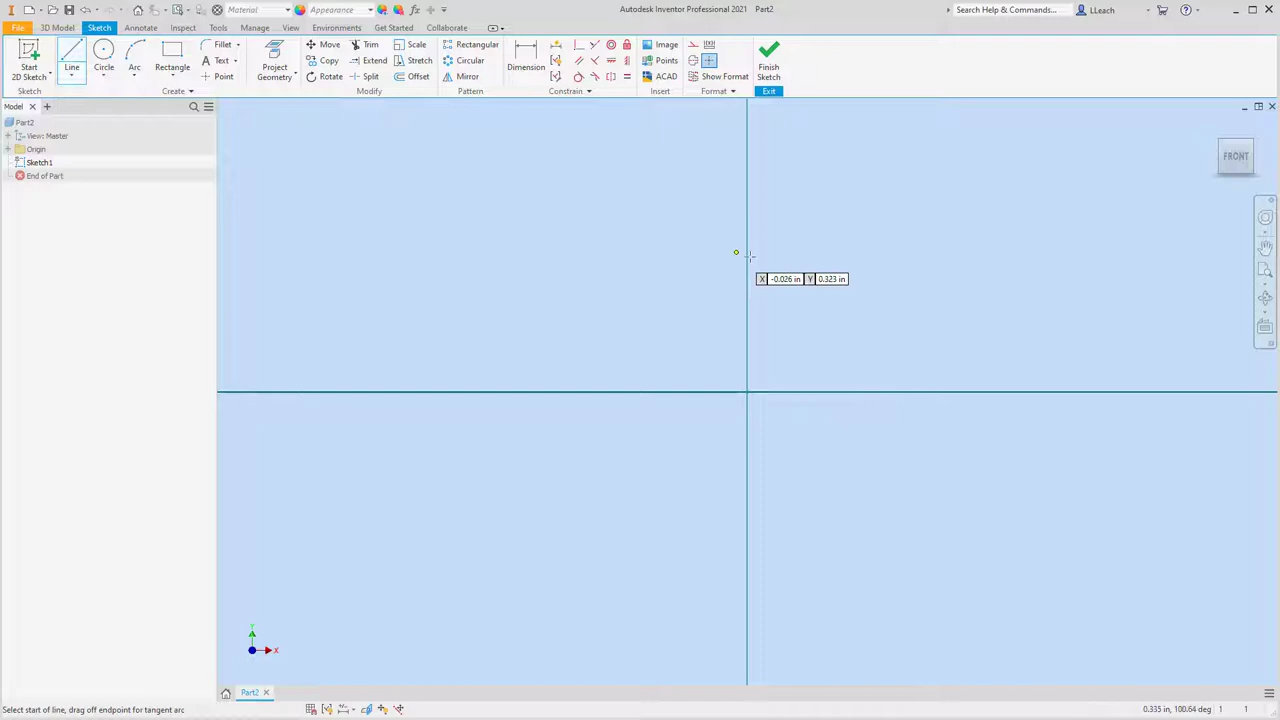 Material
Appearance
Autodesk Inventor Professional 2021 Part2
Search Help & Commands...
LLeach
File 3D Model Sketch Annotate Inspect Tools Manage View Environments Get Started Collaborate
Start
2D Sketch
Line
Circle
Arc
Rectangle
Fillet
Text
Point
Project
Geometry
Move
Copy
Rotate
Trim
Extend
Split
Scale
Stretch
Offset
Rectangular
Circular
Mirror
Dimension
Image
Points
ACAD
Show Format
Finish
Sketch
Sketch Create Modify Pattern Constrain Insert Format Exit
Model
Part2
View: Master
Origin
Sketch1
End of Part
FRONT
X -0.026 in Y 0.323 in
Y
X
Part2
Select start of line, drag off endpoint for tangent arc
0.335 in, 100.64 deg 1 1